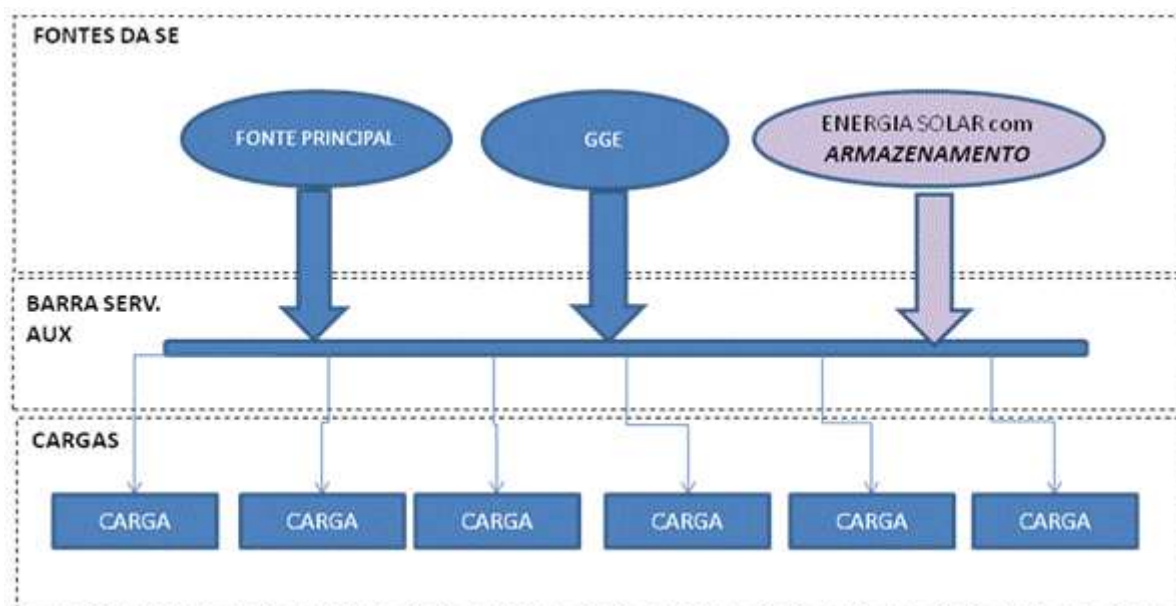 FONTES DA SE
FONTE PRINCIPAL
GGE
ENERGIA SOLAR com
ARMAZENAMENTO
BARRA SERV.
AUX
CARGAS
CARGA
CARGA
CARGA
CARGA
CARGA
CARGA